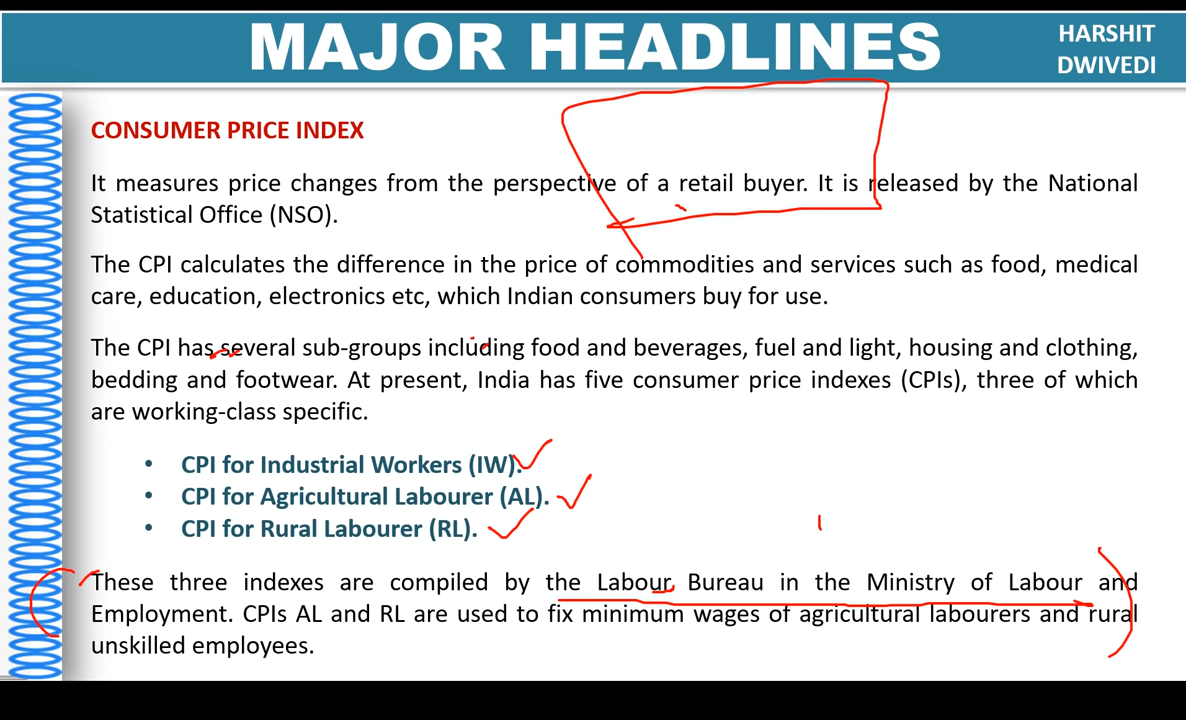 MAJOR HEADLINES
HARSHIT
DWIVEDI
CONSUMER PRICE INDEX
It measures price changes from the perspective of a retail buyer. It is released by the National
Statistical Office (NSO).
The CPI calculates the difference in the price of commodities and services such as food, medical
care, education, electronics etc, which Indian consumers buy for use.
The CPI has several sub-groups including food and beverages, fuel and light, housing and clothing,
bedding and footwear. At present, India has five consumer price indexes (CPIs), three of which
are working-class specific.
• CPI for Industrial Workers (IW).
• CPI for Agricultural Labourer (AL).
• CPI for Rural Labourer (RL).
These three indexes are compiled by the Labour Bureau in the Ministry of Labour and
Employment. CPIs AL and RL are used to fix minimum wages of agricultural labourers and rural
unskilled employees.